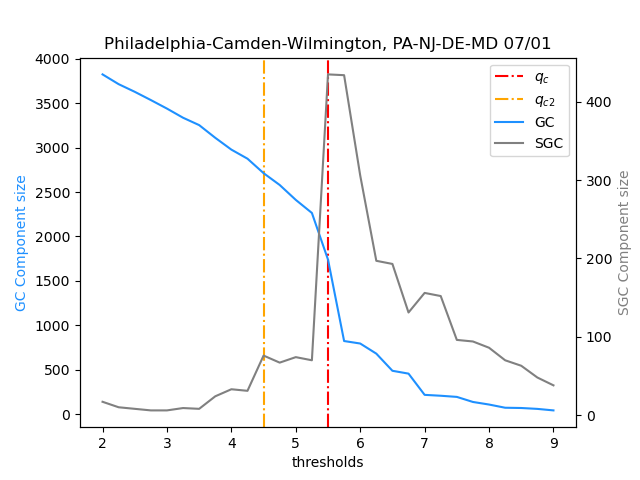 Philadelphia-Camden-Wilmington, PA-NJ-DE-MD 07/01
4000
3500
3000
2500
2000
1500
1000
500
0
GC Component size
2 3 4 5 6 7 8 9
thresholds
400
300
200
100
0
SGC Component size
q_c
q_{c2}
GC
SGC